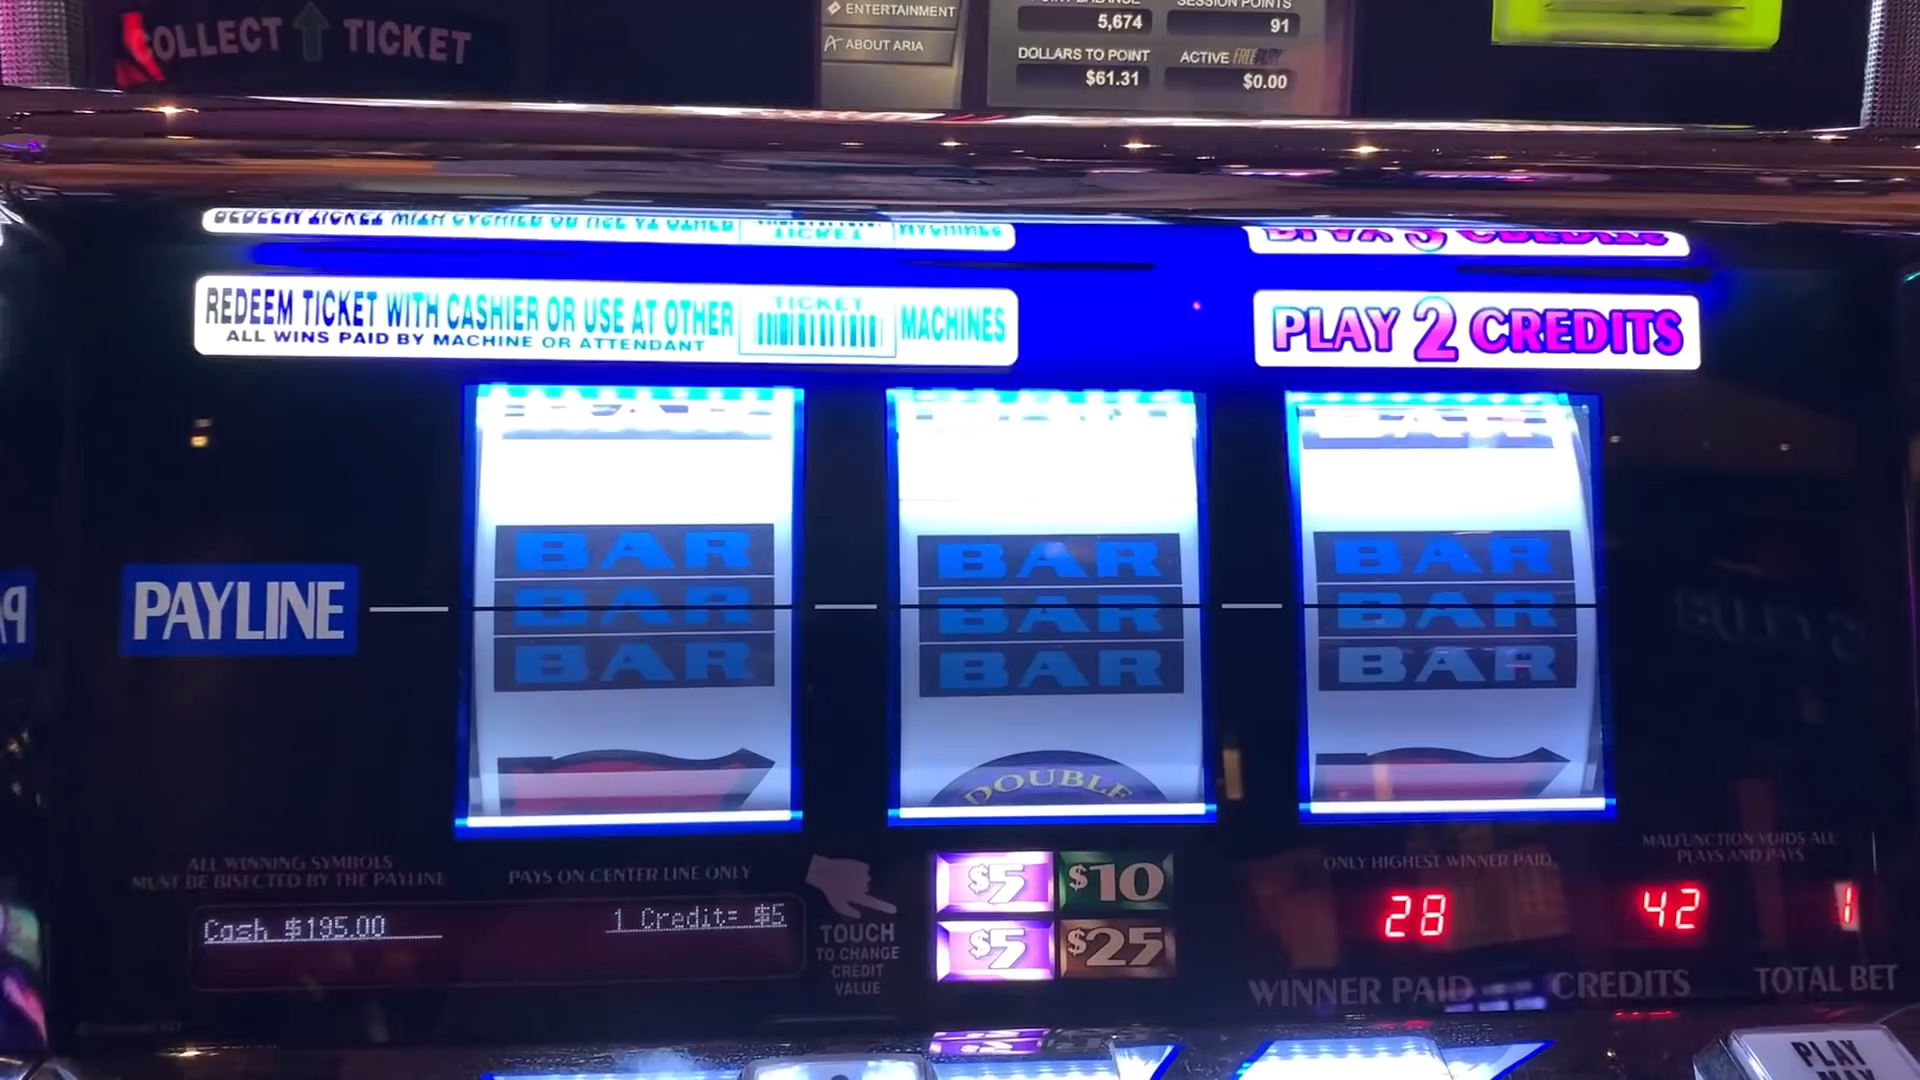 COLLECT TICKET
ENTERTAINMENT
ABOUT ARIA
SESSION POINTS
5,674
91
DOLLARS TO POINT
ACTIVE FREEPLAY
$61.31
$0.00
REDEEM TICKET WITH CASHIER OR USE AT OTHER
TICKET
MACHINES
ALL WINS PAID BY MACHINE OR ATTENDANT
PLAY 2 CREDITS
BAR BAR BAR
BAR BAR BAR
BAR BAR BAR
PAYLINE
DOUBLE
ALL WINNING SYMBOLS
MUST BE BISECTED BY THE PAYLINE
PAYS ON CENTER LINE ONLY
Cash $195.00
1 Credit= $5
TOUCH
TO CHANGE
CREDIT
VALUE
$5 $10
$5 $25
ONLY HIGHEST WINNER PAID
MALFUNCTION VOIDS ALL
PLAYS AND PAYS
28
42
1
WINNER PAID
CREDITS
TOTAL BET
PLAY